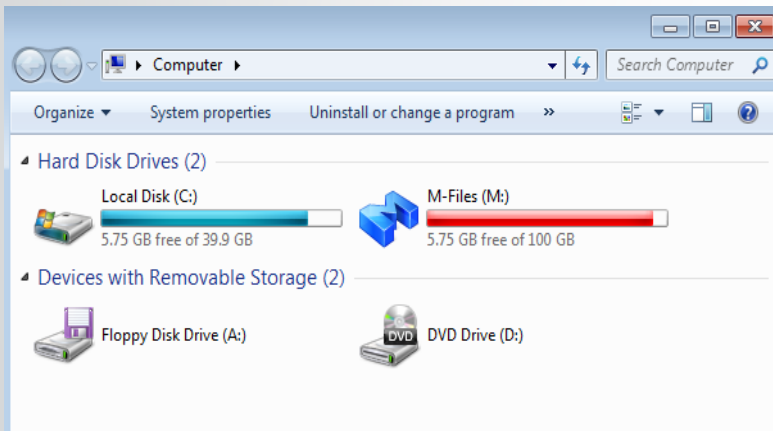 Computer
Search Computer
Organize System properties Uninstall or change a program »
Hard Disk Drives (2)
Local Disk (C:) M-Files (M:)
5.75 GB free of 39.9 GB 5.75 GB free of 100 GB
Devices with Removable Storage (2)
Floppy Disk Drive (A:) DVD DVD Drive (D:)